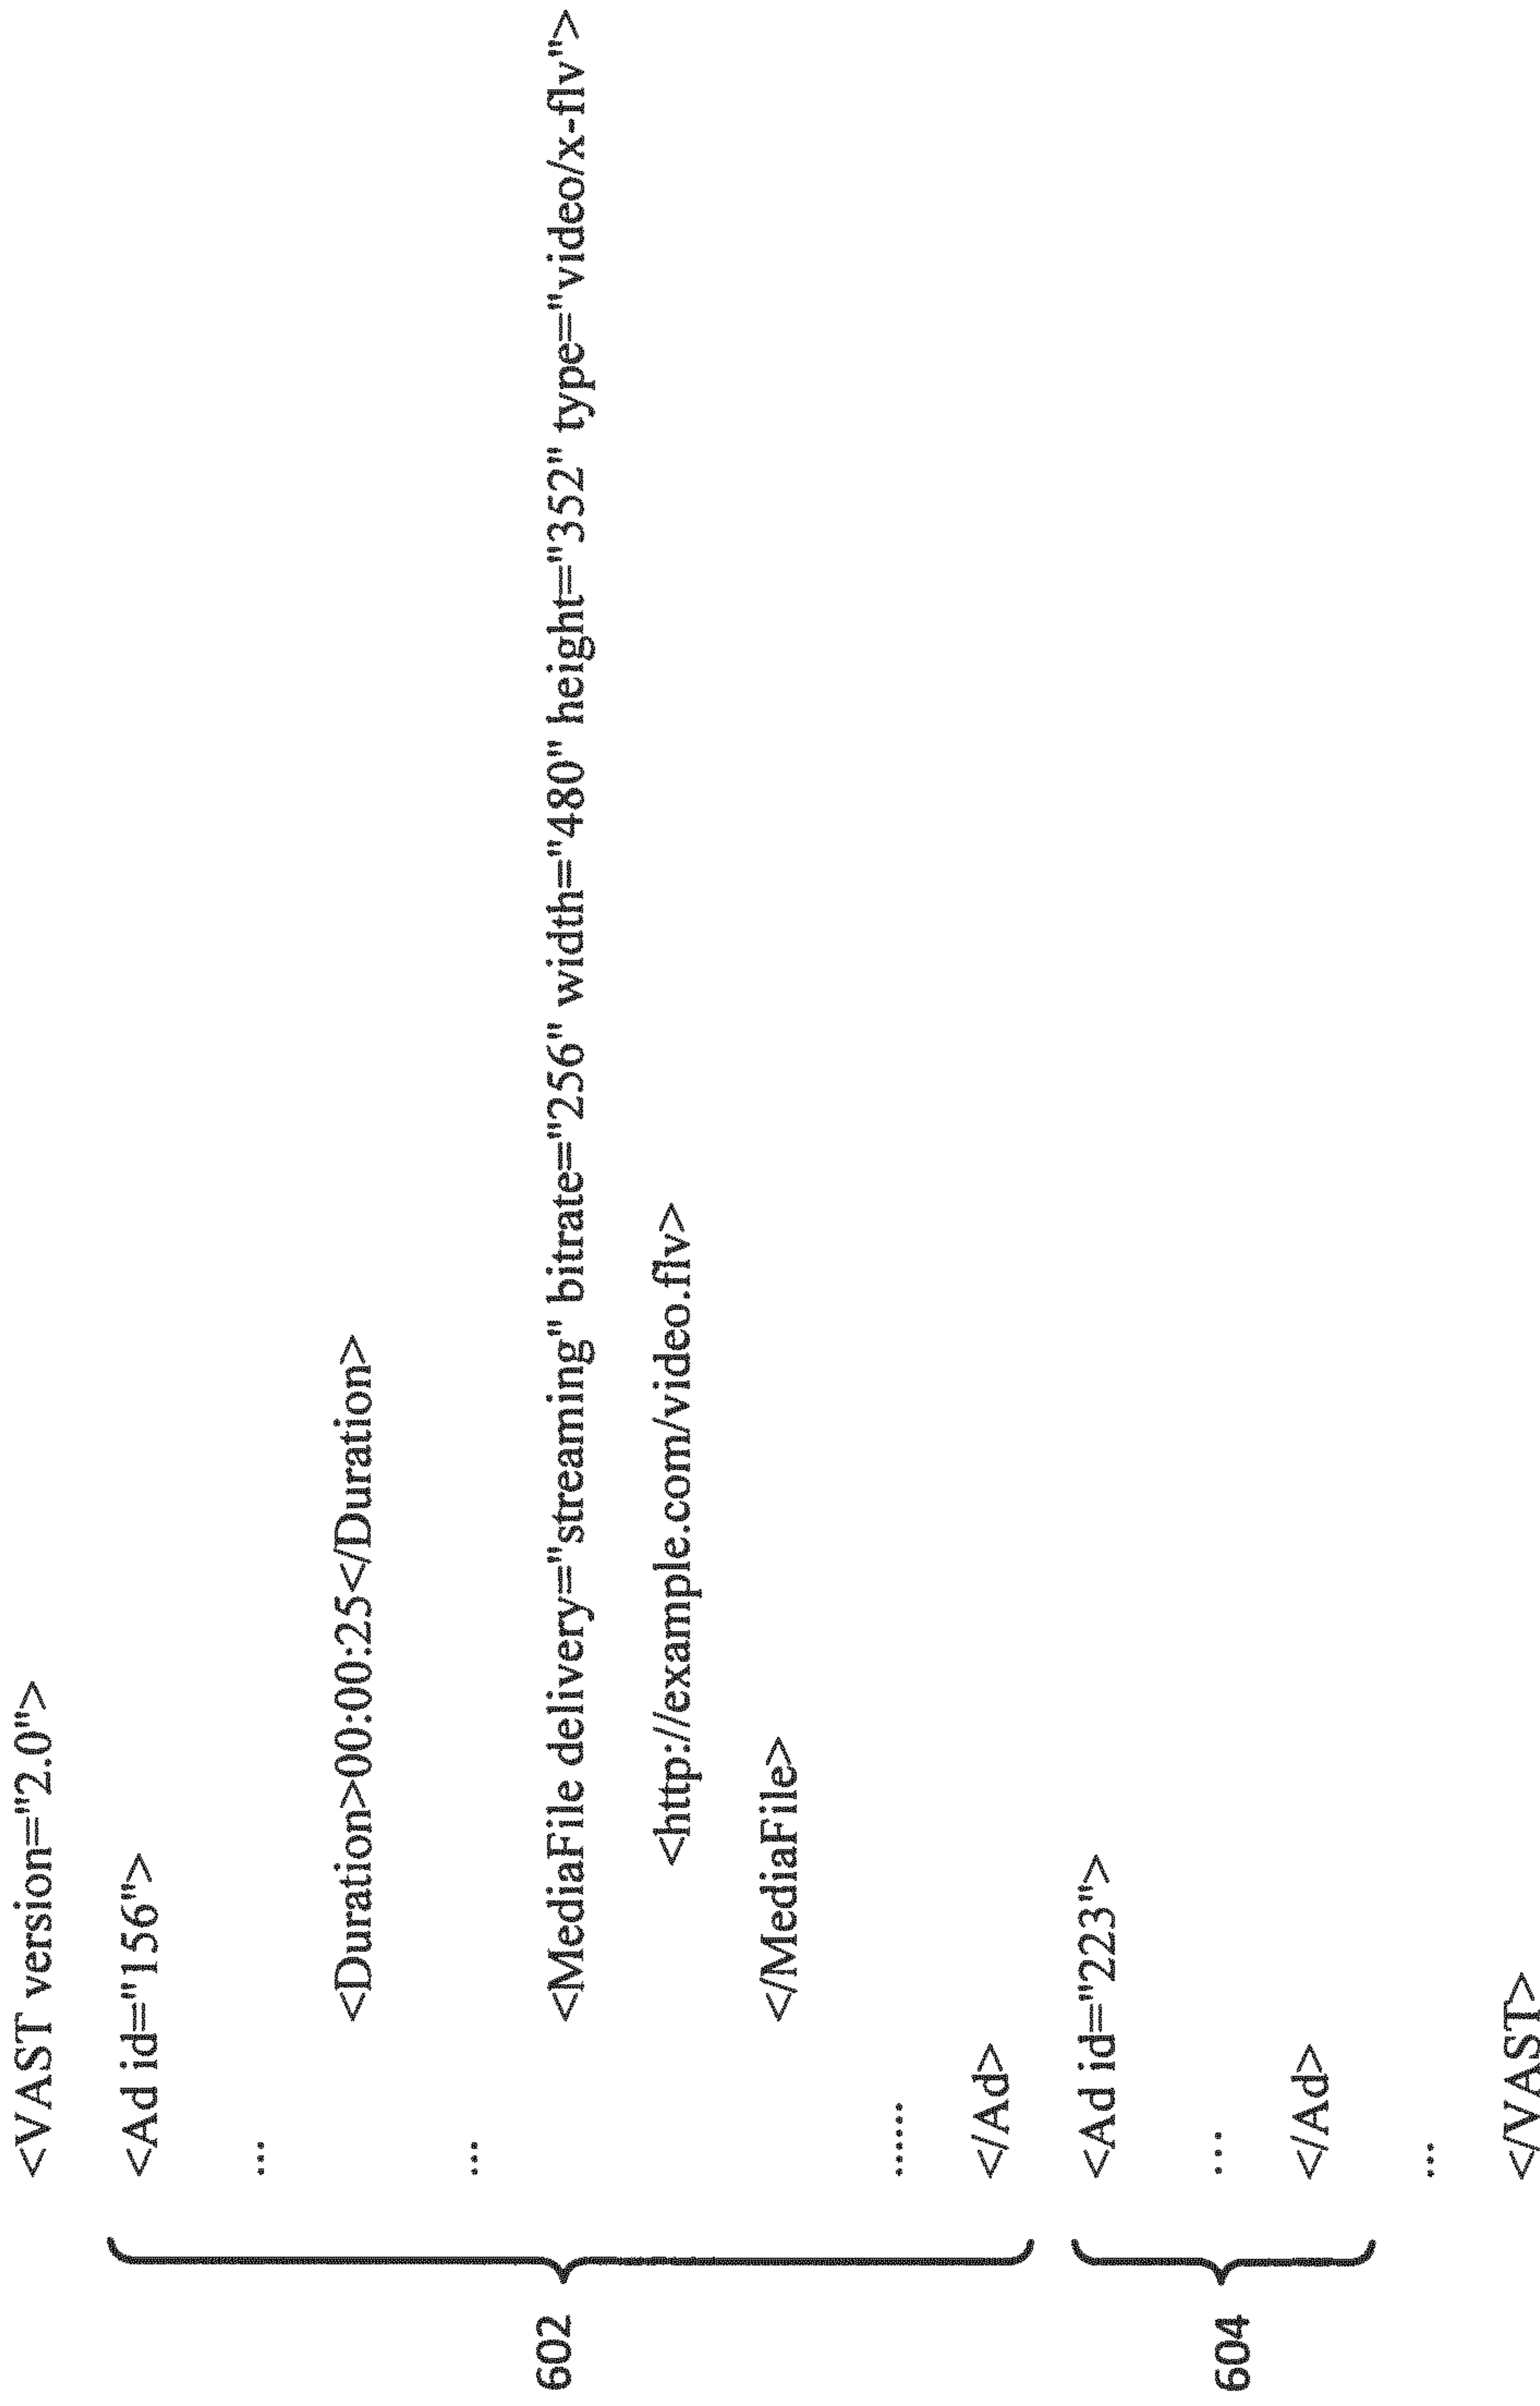 <VAST version="2.0">
<Ad id="156">
...
<Duration>00:00:25</Duration>
...
<MediaFile delivery="streaming" bitrate="256" width="480" height="352" type="video/x-flv">
<http://example.com/video.flv>
</MediaFile>
......
</Ad>
602
<Ad id="223">
...
</Ad>
604
...
</VAST>